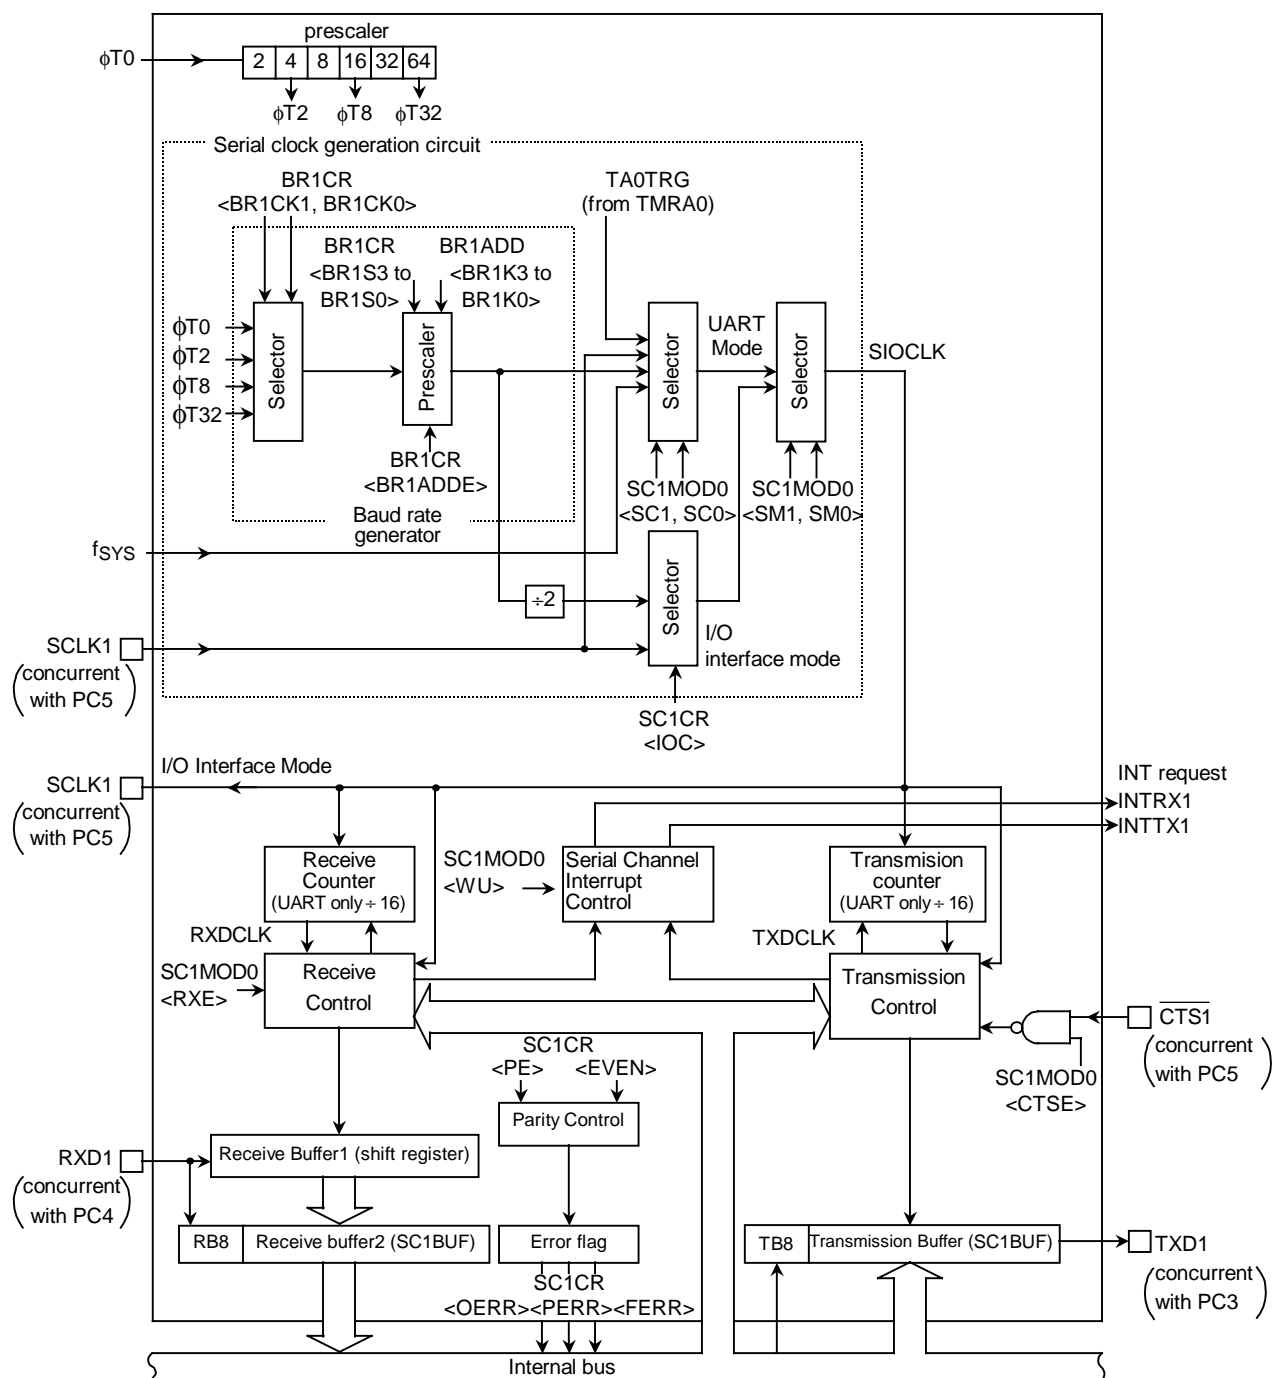 prescaler
ϕT0
2 4 8 16 32 64
ϕT2 ϕT8 ϕT32
Serial clock generation circuit
BR1CR
<BR1CK1, BR1CK0>
TA0TRG
(from TMRA0)
BR1CR
<BR1S3 to
BR1S0>
BR1ADD
<BR1K3 to
BR1K0>
ϕT0
ϕT2
ϕT8
ϕT32
Selector
Prescaler
Selector
UART
Mode
Selector
SIOCLK
BR1CR
<BR1ADDE>
SC1MOD0
<SC1, SC0>
SC1MOD0
<SM1, SM0>
Baud rate
generator
fSYS
÷2
Selector
I/O
interface mode
SCLK1
(concurrent
with PC5)
SC1CR
<IOC>
I/O Interface Mode
SCLK1
(concurrent
with PC5)
INT request
INTRX1
INTTX1
Receive
Counter
(UART only ÷ 16)
SC1MOD0
<WU>
Serial Channel
Interrupt
Control
Transmision
counter
(UART only ÷ 16)
RXDCLK
TXDCLK
SC1MOD0
<RXE>
Receive
Control
Transmission
Control
CTS1
(concurrent
with PC5)
SC1MOD0
<CTSE>
SC1CR
<PE> <EVEN>
Parity Control
RXD1
(concurrent
with PC4)
Receive Buffer1 (shift register)
RB8 Receive buffer2 (SC1BUF)
Error flag
TB8 Transmission Buffer (SC1BUF)
TXD1
(concurrent
with PC3)
SC1CR
<OERR><PERR><FERR>
Internal bus